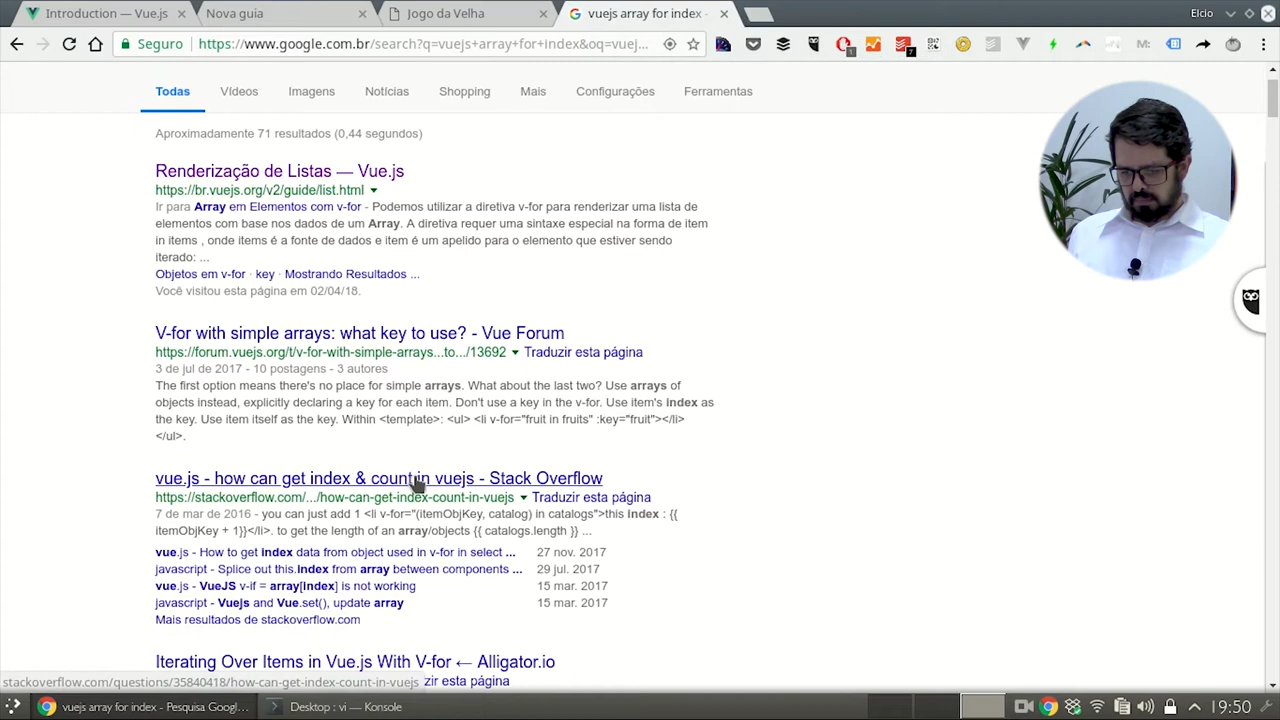 Introduction — Vue.js
Nova guia
Jogo da Velha
vuejs array for index -
Elcio
Seguro
https://www.google.com.br/search?q=vuejs+array+for+index&oq=vuej...
1
7
M:
Todas
Vídeos
Imagens
Notícias
Shopping
Mais
Configurações
Ferramentas
Aproximadamente 71 resultados (0,44 segundos)
Renderização de Listas — Vue.js
https://br.vuejs.org/v2/guide/list.html
Ir para Array em Elementos com v-for - Podemos utilizar a diretiva v-for para renderizar uma lista de
elementos com base nos dados de um Array. A diretiva requer uma sintaxe especial na forma de item
in items , onde items é a fonte de dados e item é um apelido para o elemento que estiver sendo
iterado: ...
Objetos em v-for · key · Mostrando Resultados ...
Você visitou esta página em 02/04/18.
V-for with simple arrays: what key to use? - Vue Forum
https://forum.vuejs.org/t/v-for-with-simple-arrays...to.../13692 Traduzir esta página
3 de jul de 2017 - 10 postagens - 3 autores
The first option means there's no place for simple arrays. What about the last two? Use arrays of
objects instead, explicitly declaring a key for each item. Don't use a key in the v-for. Use item's index as
the key. Use item itself as the key. Within <template>: <ul> <li v-for="fruit in fruits" :key="fruit"></li>
</ul>.
vue.js - how can get index & count in vuejs - Stack Overflow
https://stackoverflow.com/.../how-can-get-index-count-in-vuejs Traduzir esta página
7 de mar de 2016 - you can just add 1 <li v-for="(itemObjKey, catalog) in catalogs">this index : {{
itemObjKey + 1}}</li>. to get the length of an array/objects {{ catalogs.length }} ...
vue.js - How to get index data from object used in v-for in select ... 27 nov. 2017
javascript - Splice out this.index from array between components ... 29 jul. 2017
vue.js - VueJS v-if = array[index] is not working 15 mar. 2017
javascript - Vuejs and Vue.set(), update array 15 mar. 2017
Mais resultados de stackoverflow.com
Iterating Over Items in Vue.js With V-for ← Alligator.io
stackoverflow.com/questions/35840418/how-can-get-index-count-in-vuejs
zir esta página
vuejs array for index - Pesquisa Googl...
Desktop : vi — Konsole
19:50